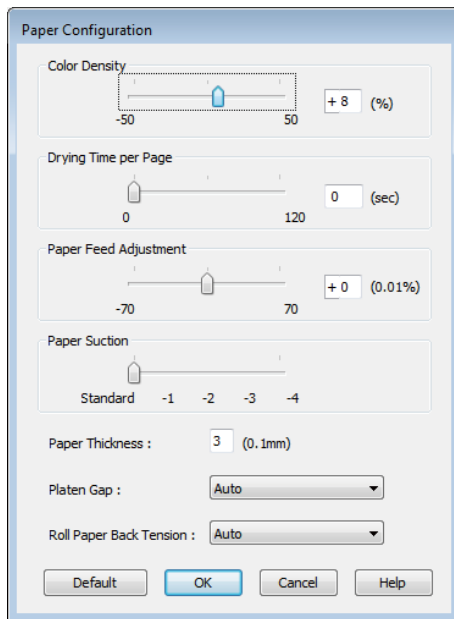 Paper Configuration
Color Density
-50 50 + 8 (%)
Drying Time per Page
0 120 0 (sec)
Paper Feed Adjustment
-70 70 + 0 (0.01%)
Paper Suction
Standard -1 -2 -3 -4
Paper Thickness : 3 (0.1mm)
Platen Gap : Auto
Roll Paper Back Tension : Auto
Default OK Cancel Help